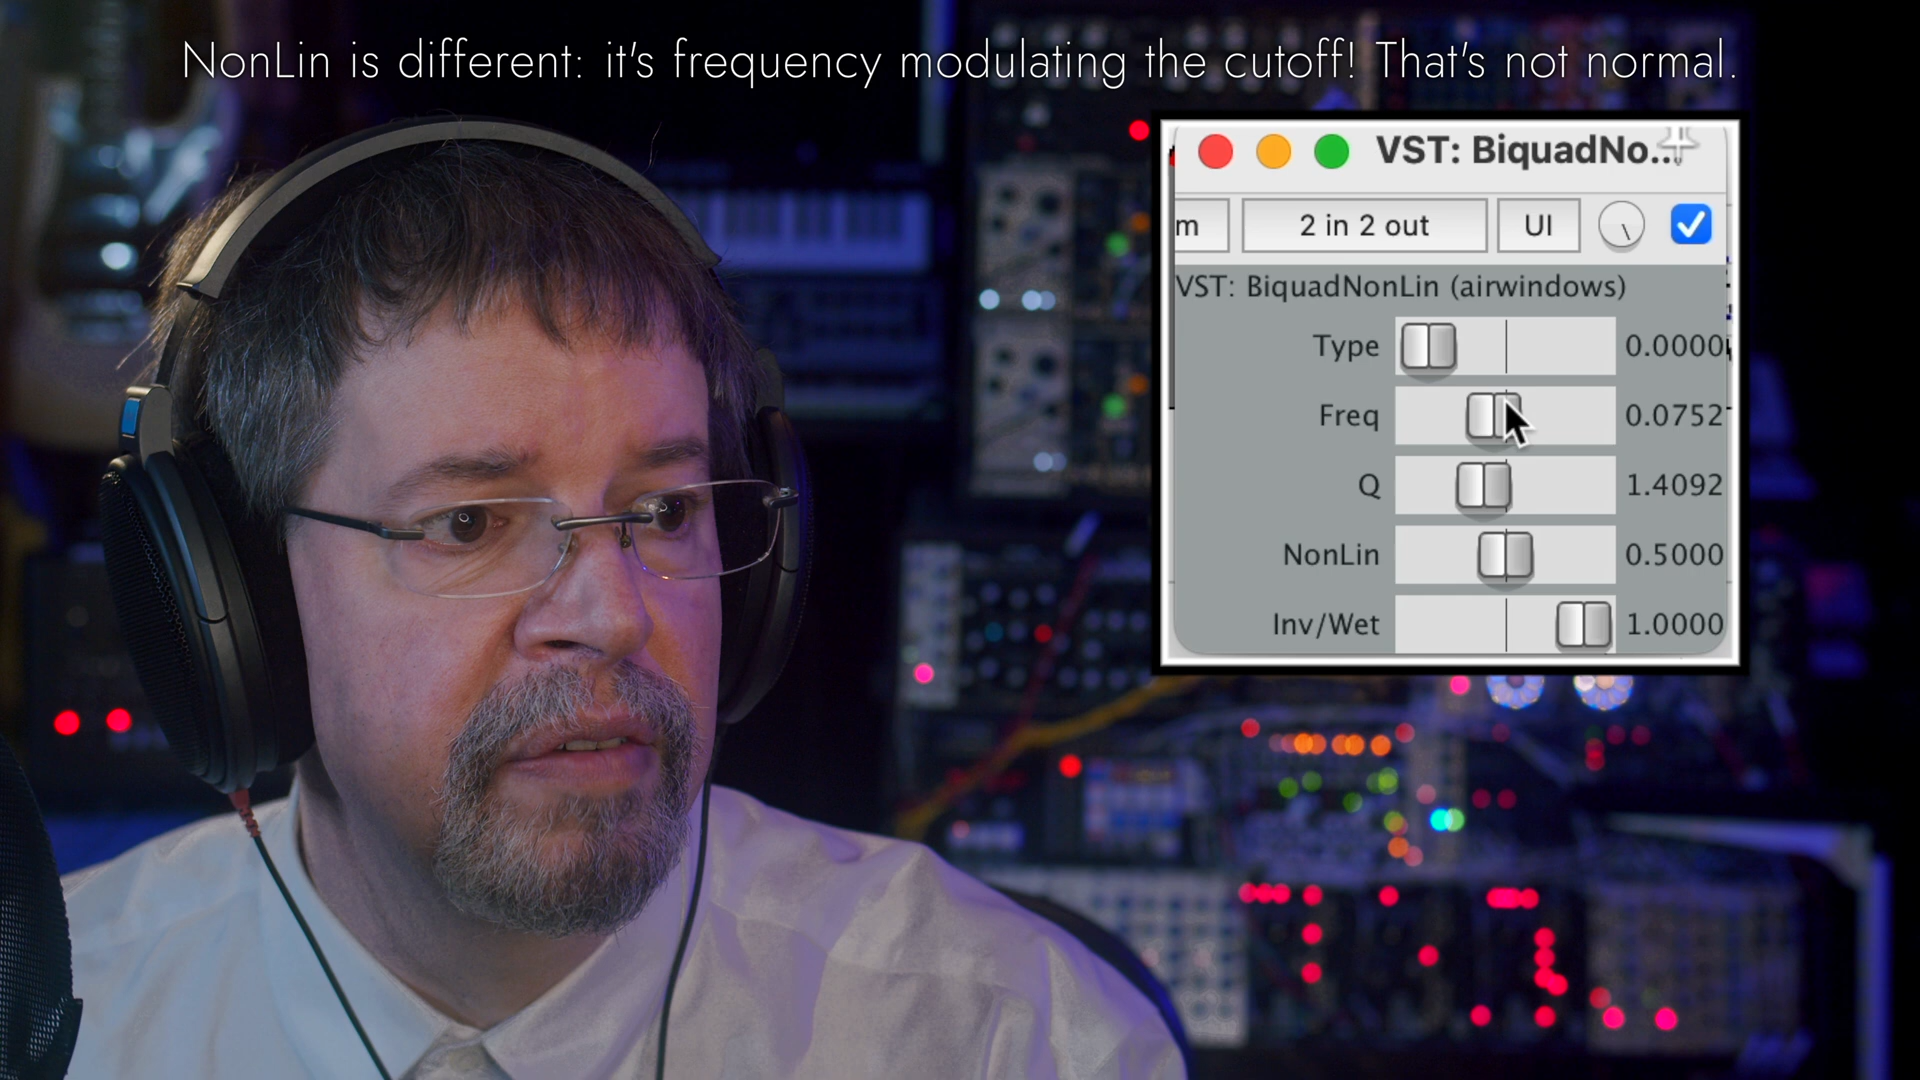 NonLin is different: it's frequency modulating the cutoff! That's not normal.
VST: BiquadNo...
m 2 in 2 out UI
VST: BiquadNonLin (airwindows)
Type 0.0000
Freq 0.0752
Q 1.4092
NonLin 0.5000
Inv/Wet 1.0000